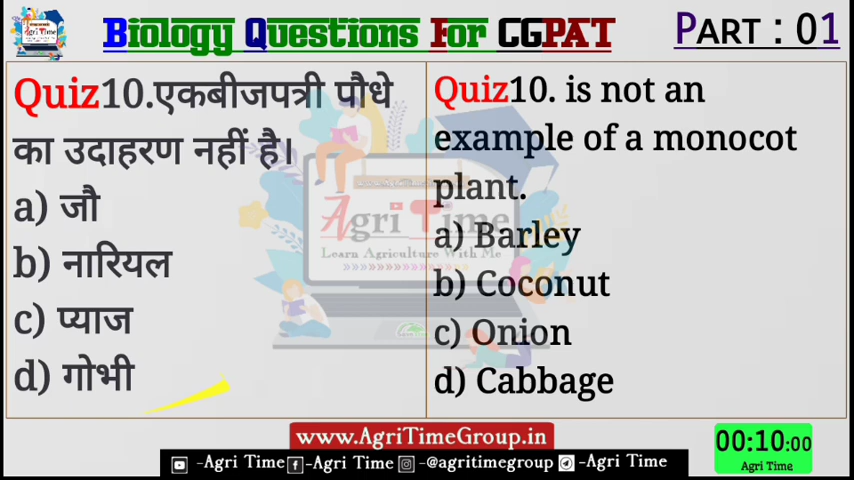 Biology Questions For CGPAT
PART : 01
Quiz10.एकबीजपत्री पौधे
का उदाहरण नहीं है।
a) जौ
b) नारियल
c) प्याज
d) गोभी
Quiz10. is not an
example of a monocot
plant.
a) Barley
b) Coconut
c) Onion
d) Cabbage
Agri Time
Learn Agriculture With Me
www.AgriTimeGroup.in
-Agri Time -Agri Time -@agritimegroup -Agri Time
00:10:00
Agri Time